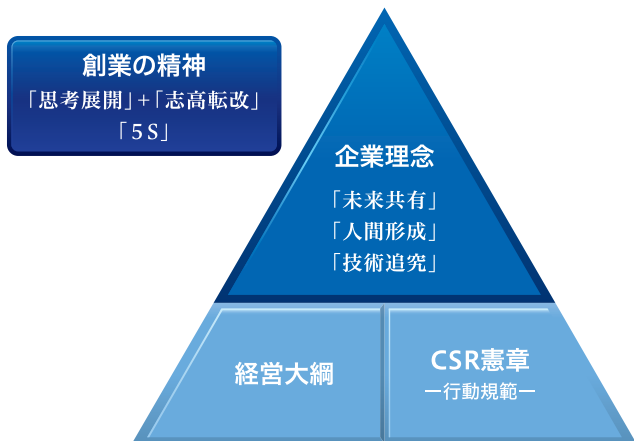 創業の精神
「思考展開」+「志高転改」
「5S」
企業理念
「未来共有」
「人間形成」
「技術追究」
経営大綱
CSR憲章
ー行動規範ー